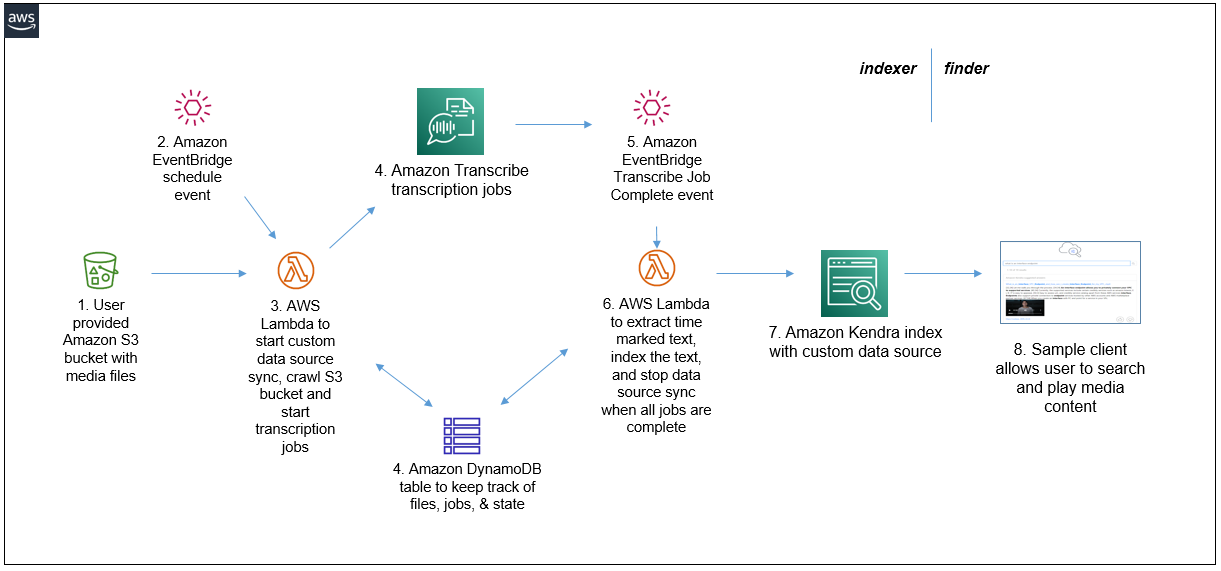 aws
indexer
finder
2. Amazon
EventBridge
schedule
event
4. Amazon Transcribe
transcription jobs
5. Amazon
EventBridge
Transcribe Job
Complete event
1. User
provided
Amazon S3
bucket with
media files
3. AWS
Lambda to
start custom
data source
sync, crawl S3
bucket and
start
transcription
jobs
4. Amazon DynamoDB
table to keep track of
files, jobs, & state
6. AWS Lambda
to extract time
marked text,
index the text,
and stop data
source sync
when all jobs are
complete
7. Amazon Kendra index
with custom data source
8. Sample client
allows user to search
and play media
content